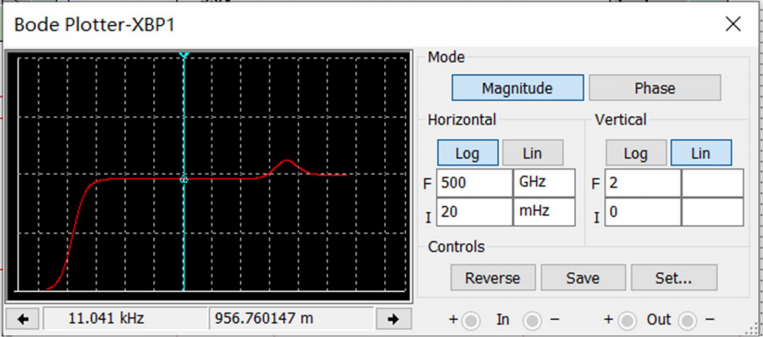 Bode Plotter-XBP1
Mode
Magnitude Phase
Horizontal Vertical
Log Lin Log Lin
F 500 GHz F 2
I 20 mHz I 0
Controls
Reverse Save Set...
11.041 kHz 956.760147 m
+ In - + Out -